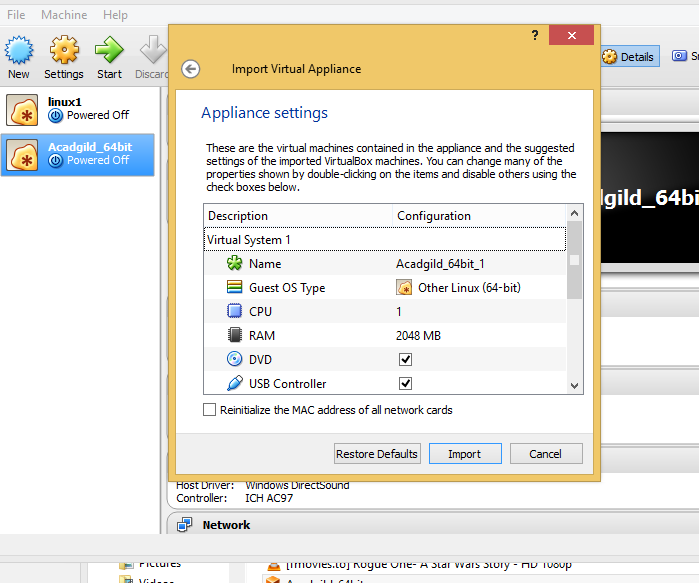 File Machine Help
? ×
New Settings Start Discard
Import Virtual Appliance
Details
linux1
Powered Off
Acadgild_64bit
Powered Off
Appliance settings
These are the virtual machines contained in the appliance and the suggested
settings of the imported VirtualBox machines. You can change many of the
properties shown by double-clicking on the items and disable others using the
check boxes below.
dgild_64bi
Description Configuration
Virtual System 1
Name Acadgild_64bit_1
Guest OS Type Other Linux (64-bit)
CPU 1
RAM 2048 MB
DVD
USB Controller
Reinitialize the MAC address of all network cards
Restore Defaults Import Cancel
Host Driver: Windows DirectSound
Controller: ICH AC97
Network
Pictures [fmovies.to] Rogue One- A Star Wars Story - HD 1080p
Videos Acadgild_64bit